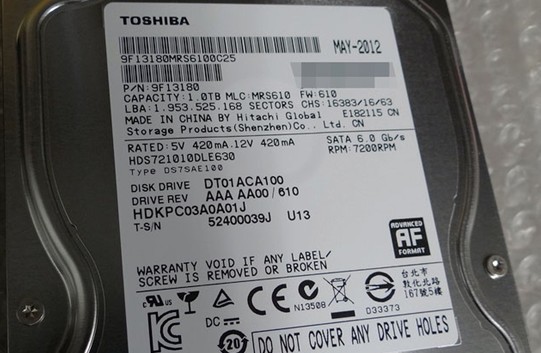 TOSHIBA
MAY-2012
9F13180MRS6100C25
P/N: 9F13180
CAPACITY:1.0TB MLC:MRS610 FW:610
LBA:1,953,525,168 SECTORS CHS:16383/16/63
MADE IN CHINA BY Hitachi Global E182115 CN
Storage Products(Shenzhen)Co., Ltd. CN
RATED:5V 420mA,12V 420mA SATA 6.0 Gb/s
HDS721010DLE630 RPM:7200RPM
Type DS7SAE100
DISK DRIVE DT01ACA100
DRIVE REV AAA AA00/610
HDKPC03A0A01J
T-S/N 52400039J U13
ADVANCED
AF
FORMAT
WARRANTY VOID IF ANY LABEL/
SCREW IS REMOVED OR BROKEN
N13508
D33373
台北市
敦化北路
167號5樓
DC
20
DO NOT COVER ANY DRIVE HOLES